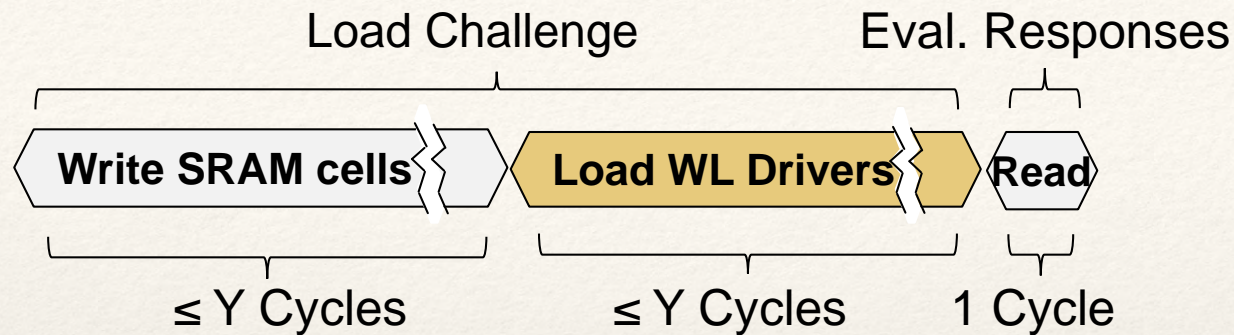 Load Challenge Eval. Responses
Write SRAM cells Load WL Drivers Read
≤ Y Cycles ≤ Y Cycles 1 Cycle